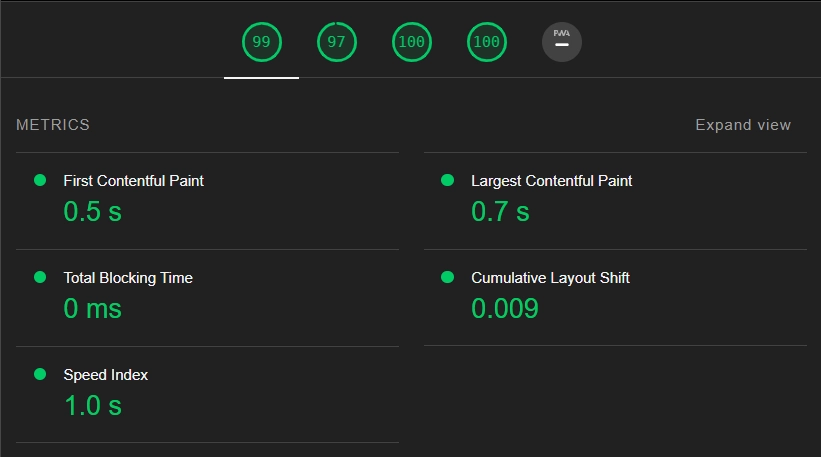 99 97 100 100 PWA
METRICS Expand view
First Contentful Paint
0.5 s
Largest Contentful Paint
0.7 s
Total Blocking Time
0 ms
Cumulative Layout Shift
0.009
Speed Index
1.0 s